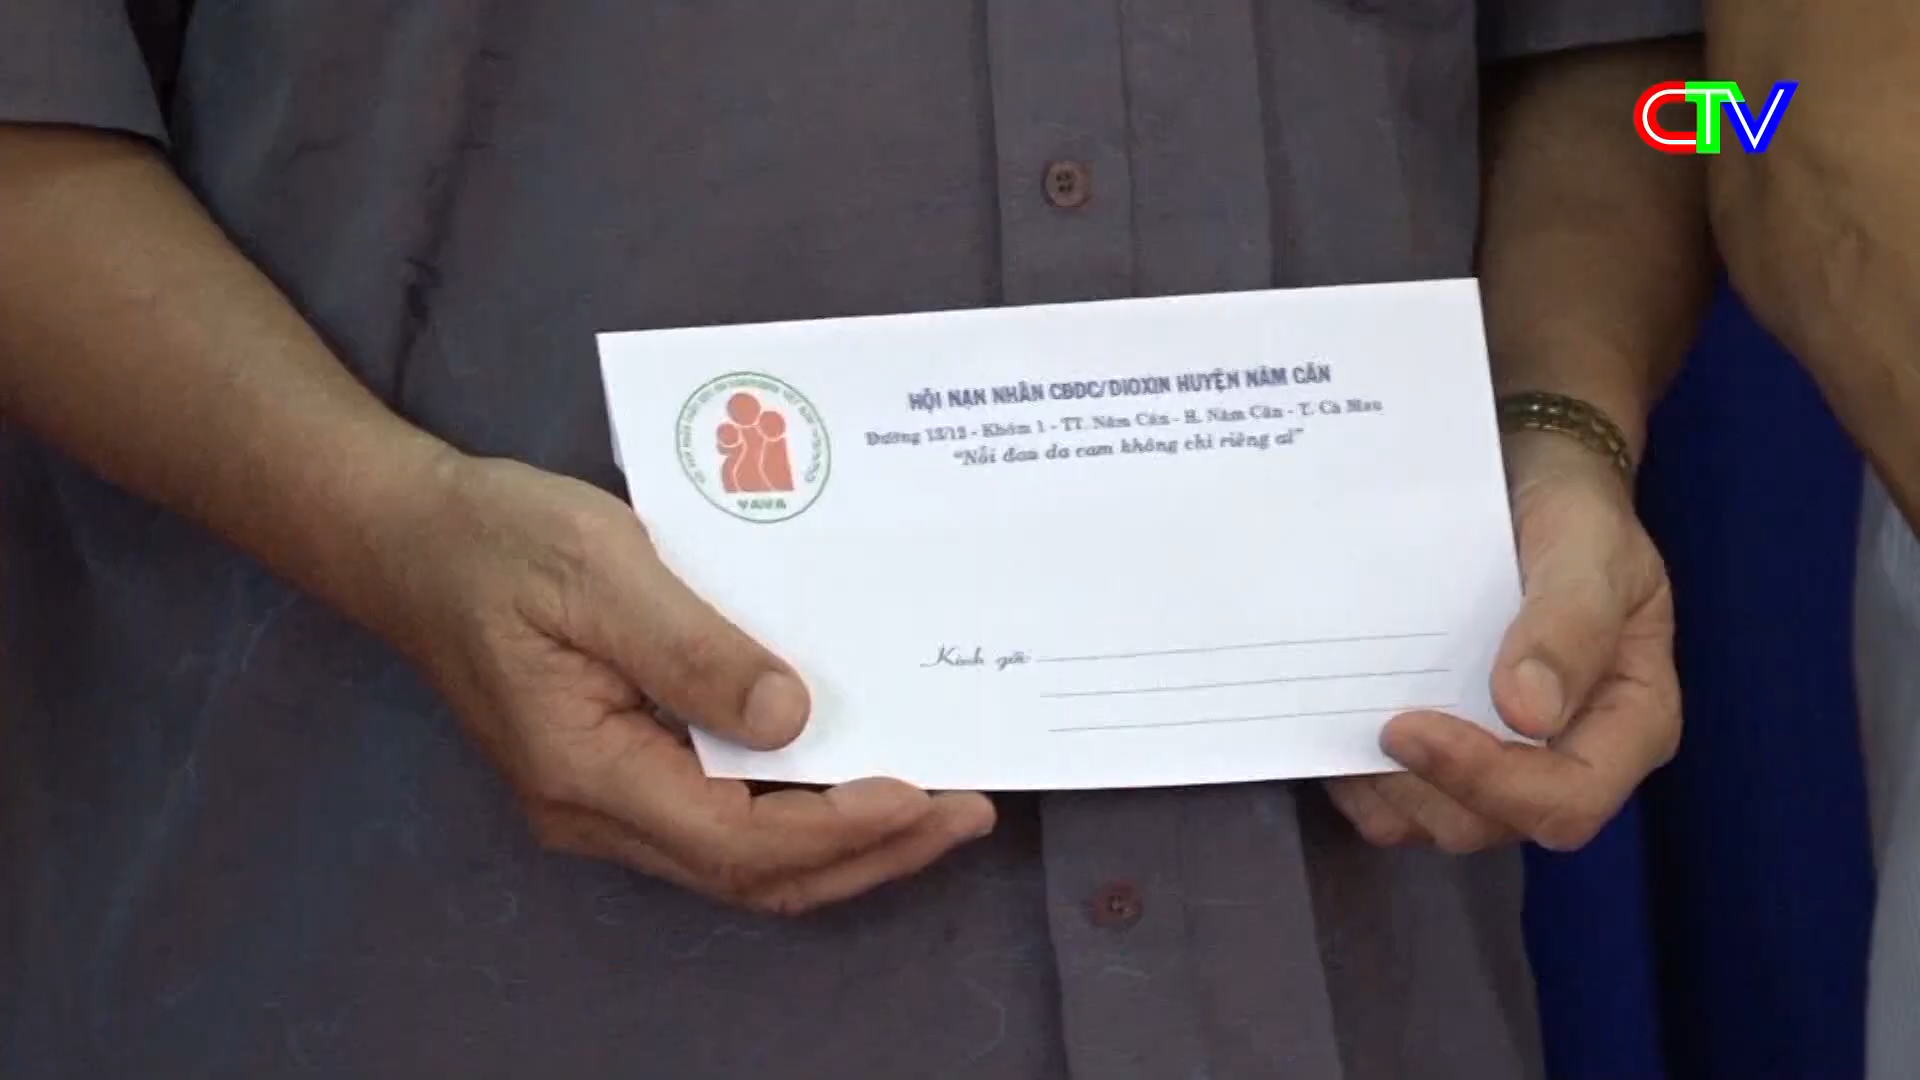 CTV
HỘI NẠN NHÂN CĐDC/DIOXIN HUYỆN NĂM CĂN
Đường 13/12 - Khóm 1 - TT. Năm Căn - H. Năm Căn - T. Cà Mau
“Nỗi đau da cam không chỉ riêng ai”
VAVA
Kính gửi: